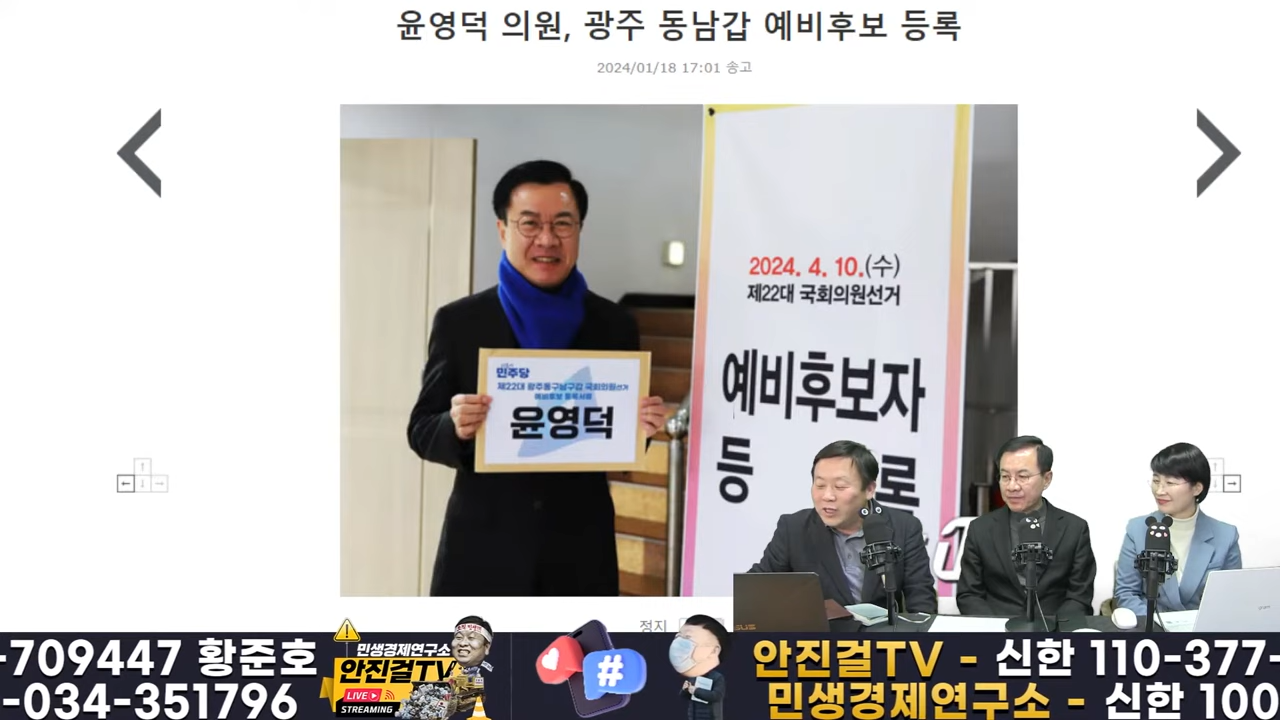 윤영덕 의원, 광주 동남갑 예비후보 등록
2024/01/18 17:01 송고
2024. 4. 10.(수)
제22대 국회의원선거
예비후보자
등 록
민주당
제22대 광주동구남구갑 국회의원선거
예비후보 등록서류
윤영덕
정지
-709447 황준호
-034-351796
민생경제연구소
안진걸TV
LIVE
STREAMING
#
안진걸TV - 신한 110-377-
민생경제연구소 - 신한 100